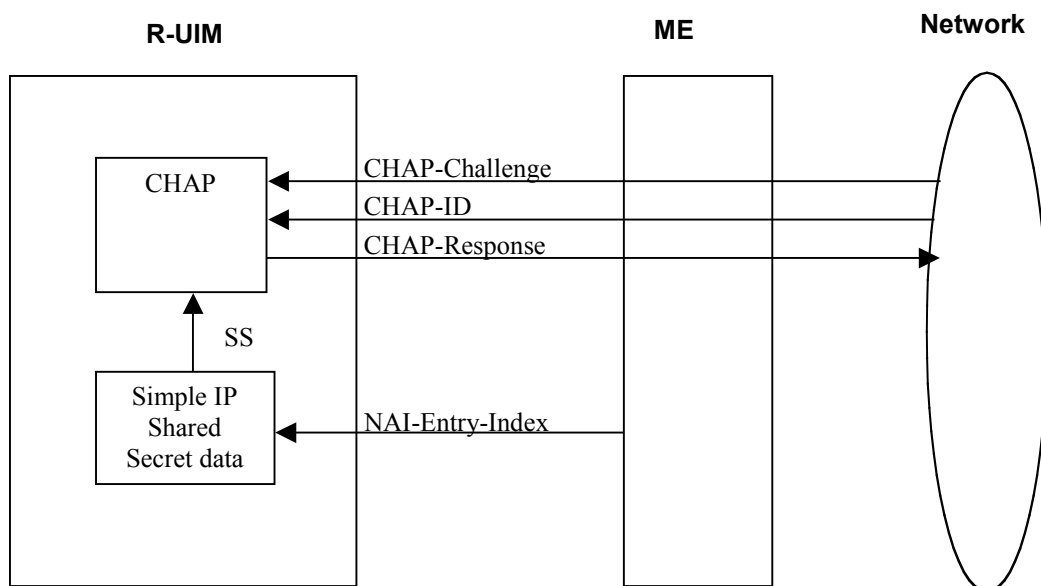 R-UIM
ME
Network
CHAP
CHAP-Challenge
CHAP-ID
CHAP-Response
SS
Simple IP
Shared
Secret data
NAI-Entry-Index